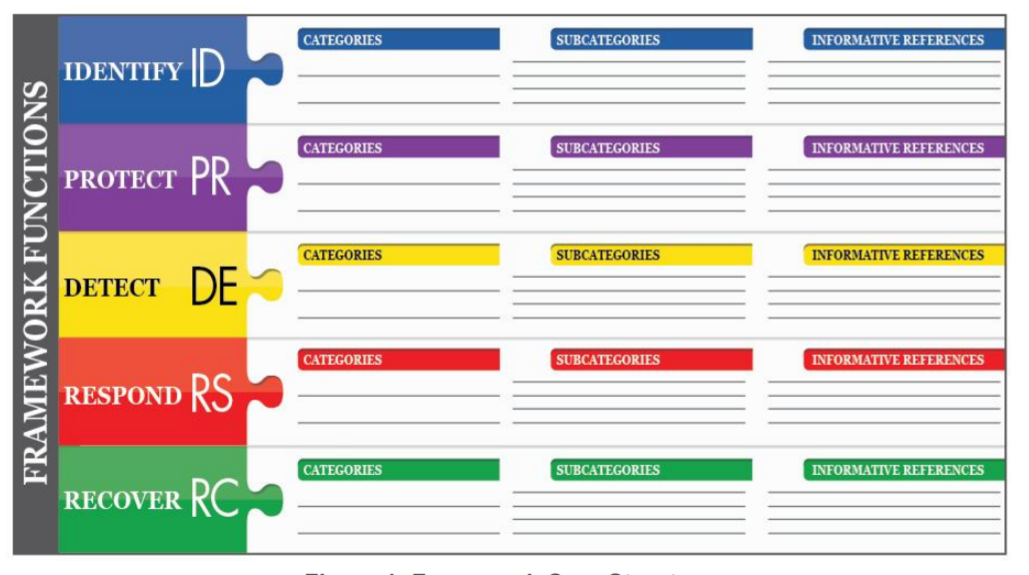 FRAMEWORK FUNCTIONS
IDENTIFY ID
CATEGORIES
SUBCATEGORIES
INFORMATIVE REFERENCES
PROTECT PR
CATEGORIES
SUBCATEGORIES
INFORMATIVE REFERENCES
DETECT DE
CATEGORIES
SUBCATEGORIES
INFORMATIVE REFERENCES
RESPOND RS
CATEGORIES
SUBCATEGORIES
INFORMATIVE REFERENCES
RECOVER RC
CATEGORIES
SUBCATEGORIES
INFORMATIVE REFERENCES